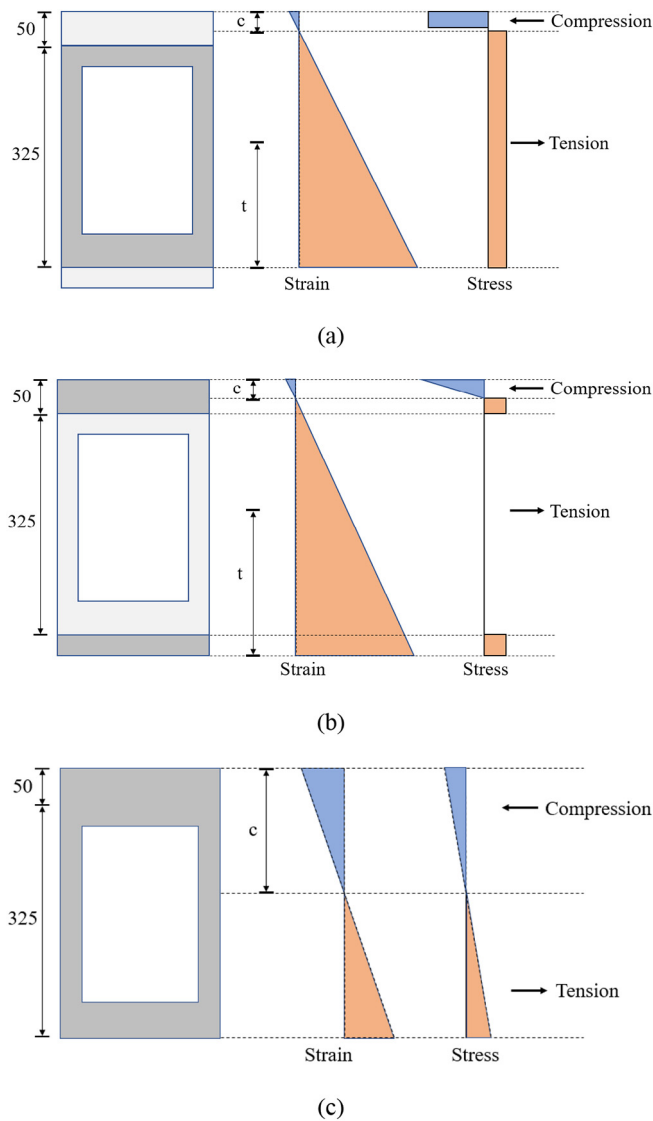 50
c
Compression
325
Tension
t
Strain
Stress
(a)
50
c
Compression
325
Tension
t
Strain
Stress
(b)
50
Compression
c
325
Tension
Strain
Stress
(c)